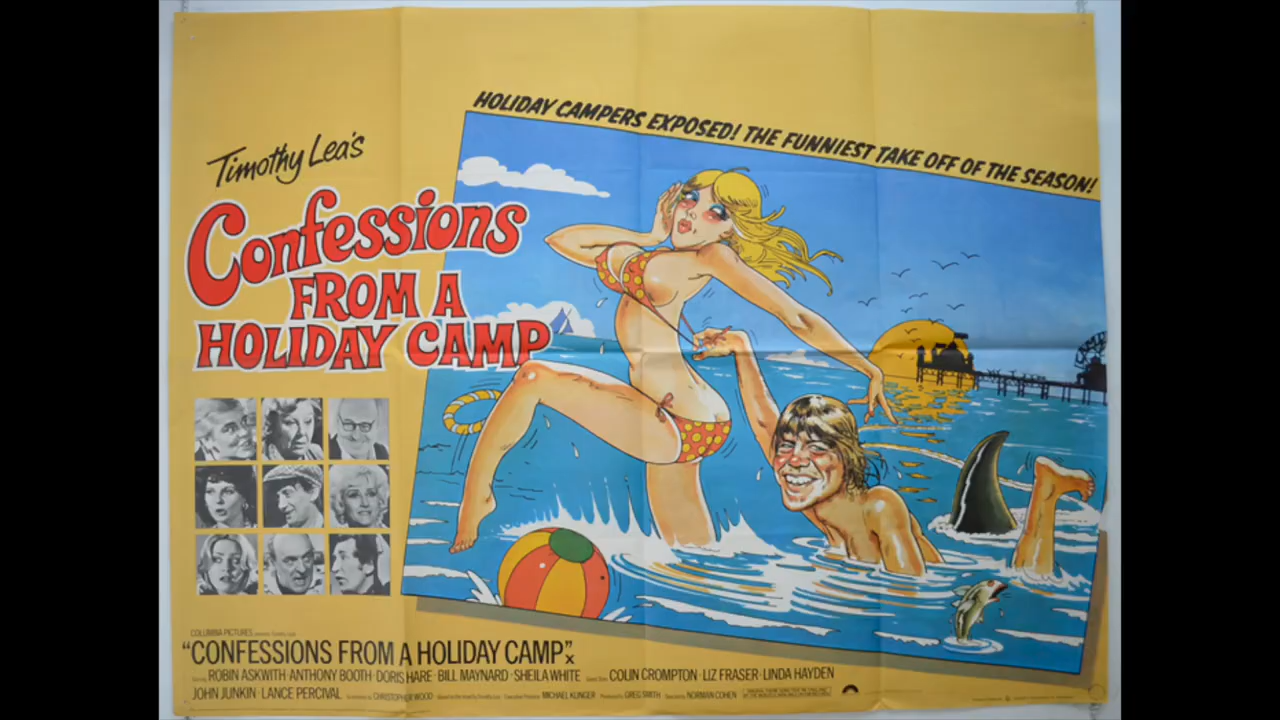 HOLIDAY CAMPERS EXPOSED! THE FUNNIEST TAKE OFF OF THE SEASON!
Timothy Lea's
Confessions
FROM A
HOLIDAY CAMP
COLUMBIA PICTURES
"CONFESSIONS FROM A HOLIDAY CAMP" X
ROBIN ASKWITH · ANTHONY BOOTH · DORIS HARE · BILL MAYNARD · SHEILA WHITE COLIN CROMPTON · LIZ FRASER · LINDA HAYDEN
JOHN JUNKIN · LANCE PERCIVAL CHRISTOPHER WOOD MICHAEL KLINGER GREG SMITH NORMAN COHEN